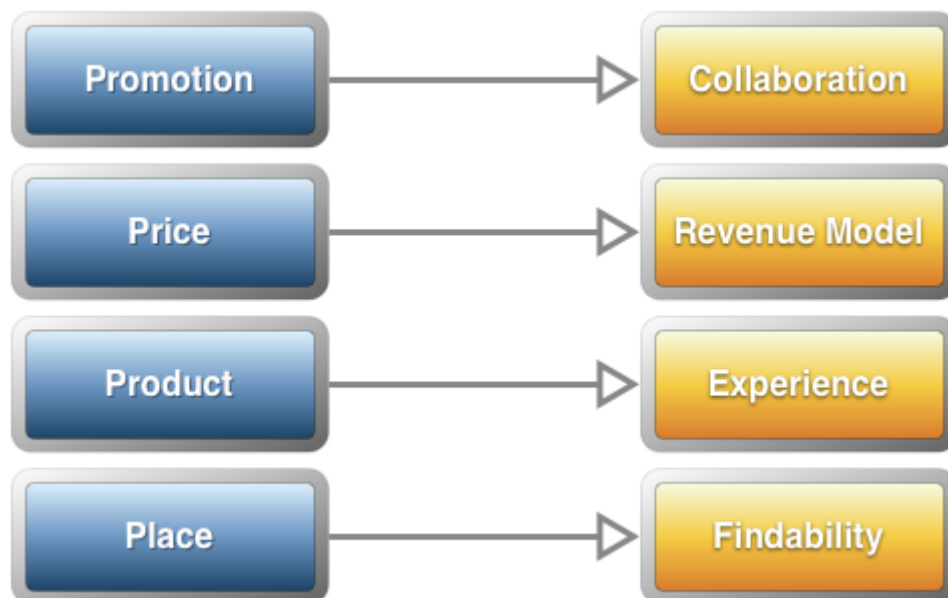 Promotion
Collaboration
Price
Revenue Model
Product
Experience
Place
Findability